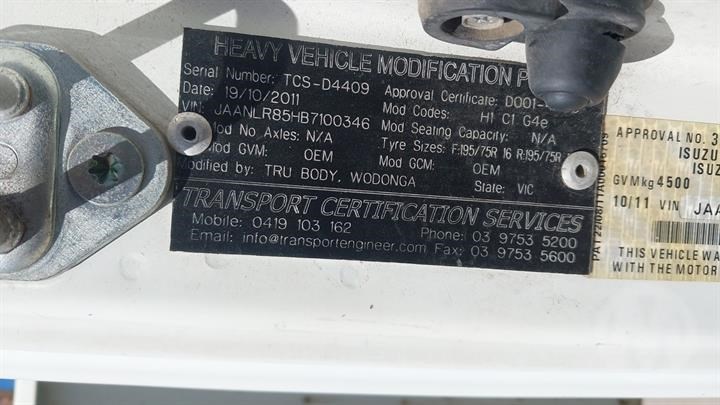 HEAVY VEHICLE MODIFICATION P
Serial Number: TCS-D4409 Approval Certificate: D001-
Date: 19/10/2011 Mod Codes: H1 C1 G4e
VIN: JAANLR85HB7100346 Mod Seating Capacity: N/A
Mod No Axles: N/A Tyre Sizes: F:195/75R 16 R:195/75R
Mod GVM: OEM Mod GCM: OEM
Modified by: TRU BODY, WODONGA State: VIC
TRANSPORT CERTIFICATION SERVICES
Mobile: 0419 103 162 Phone: 03 9753 5200
Email: info@transportengineer.com Fax: 03 9753 5600
APPROVAL NO. 3
ISUZU
ISUZ
GVMkg4500
10/11 VIN JAA
THIS VEHICLE WA
WITH THE MOTOR